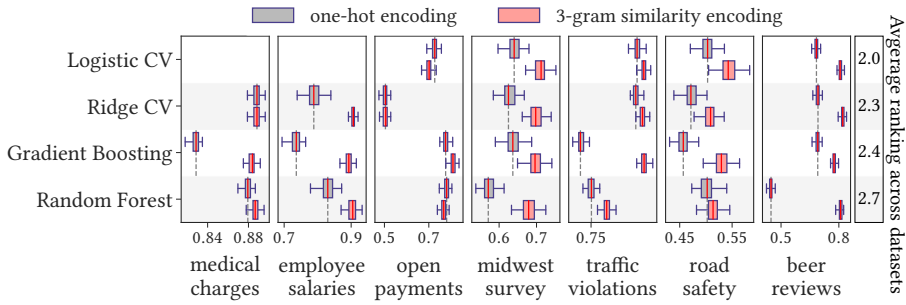 one-hot encoding 3-gram similarity encoding
Logistic CV
Ridge CV
Gradient Boosting
Random Forest
2.0
2.3
2.4
2.7
Avgerage ranking across datasets
0.84 0.88 0.7 0.9 0.5 0.7 0.6 0.7 0.75 0.45 0.55 0.5 0.8
medical charges
employee salaries
open payments
midwest survey
traffic violations
road safety
beer reviews